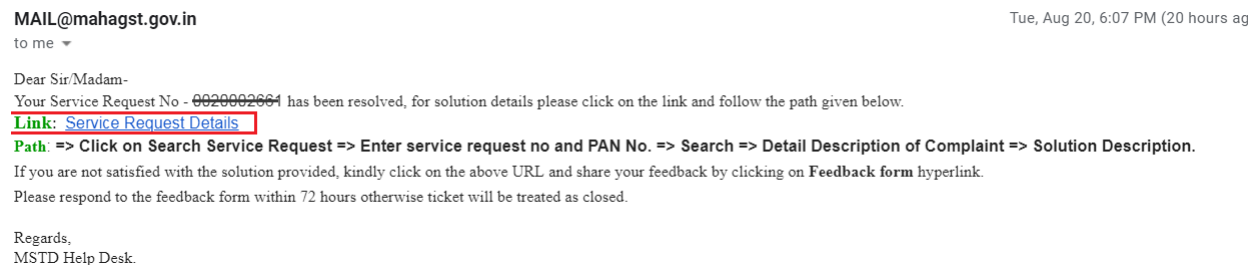 MAIL@mahagst.gov.in Tue, Aug 20, 6:07 PM (20 hours ag
to me
Dear Sir/Madam-
Your Service Request No - 0020002661 has been resolved, for solution details please click on the link and follow the path given below.
Link: Service Request Details
Path: => Click on Search Service Request => Enter service request no and PAN No. => Search => Detail Description of Complaint => Solution Description.
If you are not satisfied with the solution provided, kindly click on the above URL and share your feedback by clicking on Feedback form hyperlink.
Please respond to the feedback form within 72 hours otherwise ticket will be treated as closed.
Regards,
MSTD Help Desk.